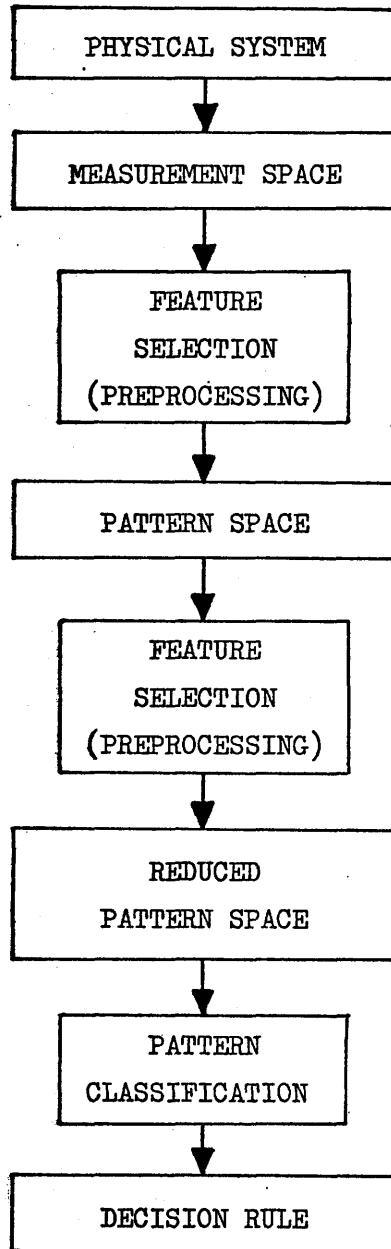 PHYSICAL SYSTEM
MEASUREMENT SPACE
FEATURE
SELECTION
(PREPROCESSING)
PATTERN SPACE
FEATURE
SELECTION
(PREPROCESSING)
REDUCED
PATTERN SPACE
PATTERN
CLASSIFICATION
DECISION RULE